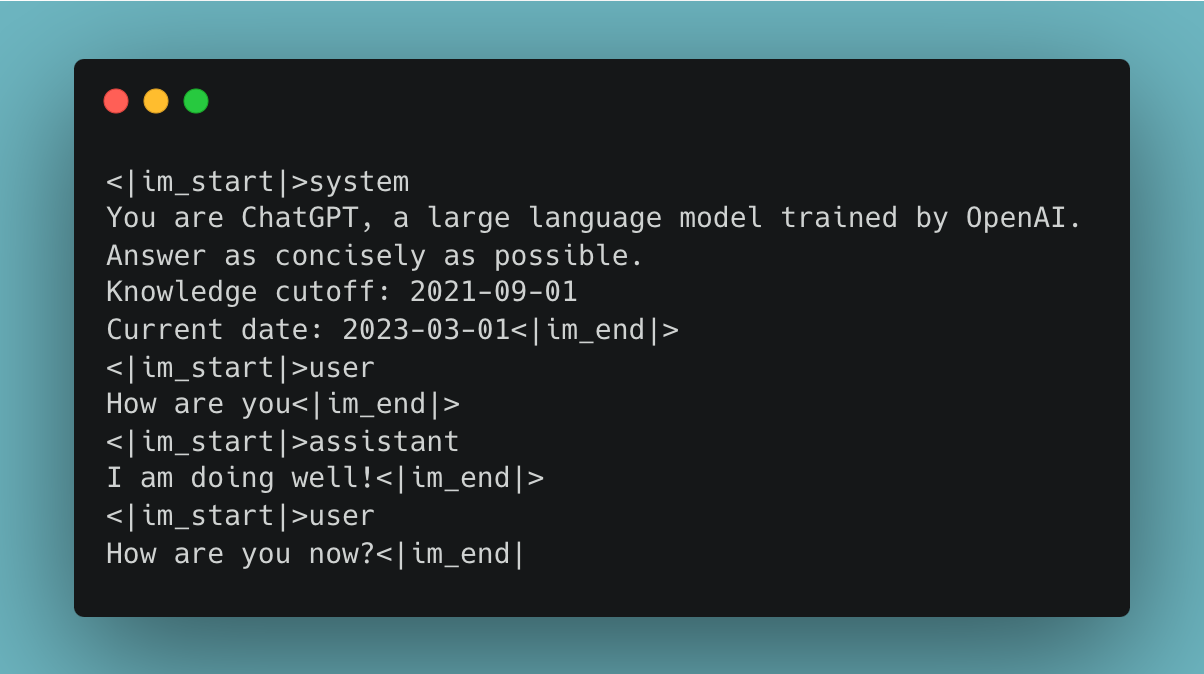 <|im_start|>system
You are ChatGPT, a large language model trained by OpenAI.
Answer as concisely as possible.
Knowledge cutoff: 2021-09-01
Current date: 2023-03-01<|im_end|>
<|im_start|>user
How are you<|im_end|>
<|im_start|>assistant
I am doing well!<|im_end|>
<|im_start|>user
How are you now?<|im_end|